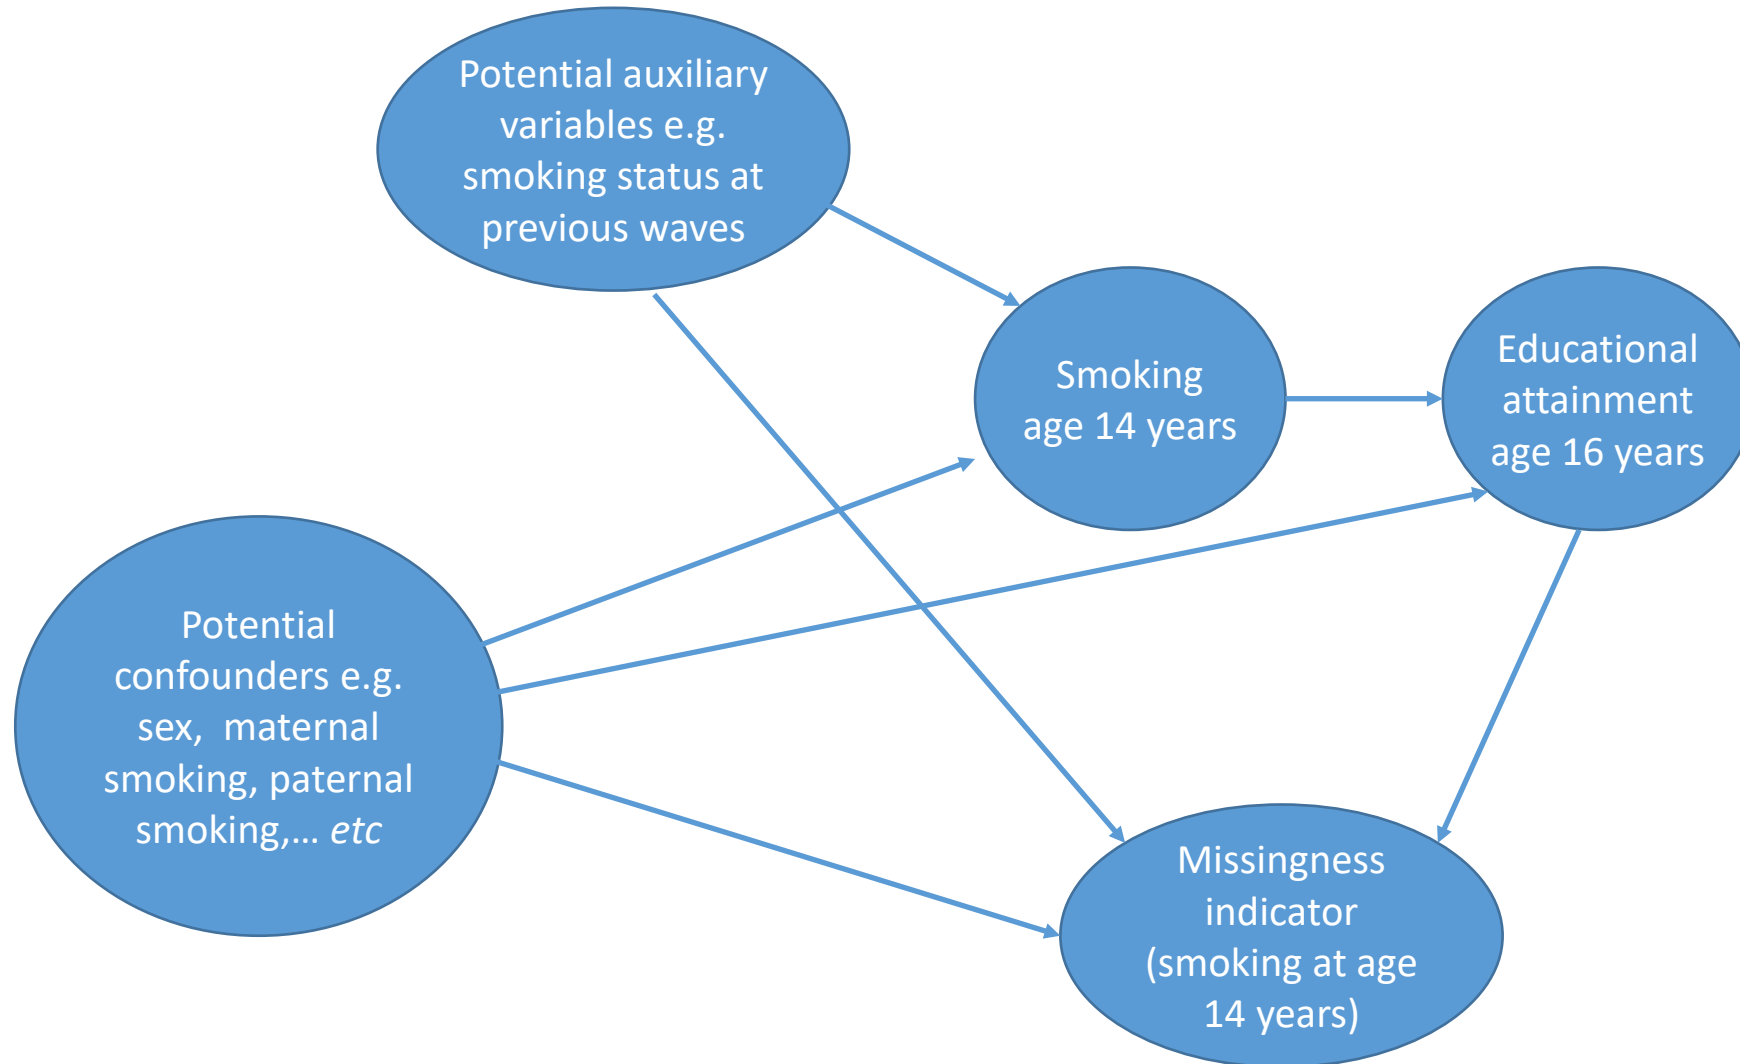 Potential auxiliary
variables e.g.
smoking status at
previous waves
Smoking
age 14 years
Educational
attainment
age 16 years
Potential
confounders e.g.
sex,  maternal
smoking, paternal
smoking,... etc
Missingness
indicator
(smoking at age
14 years)